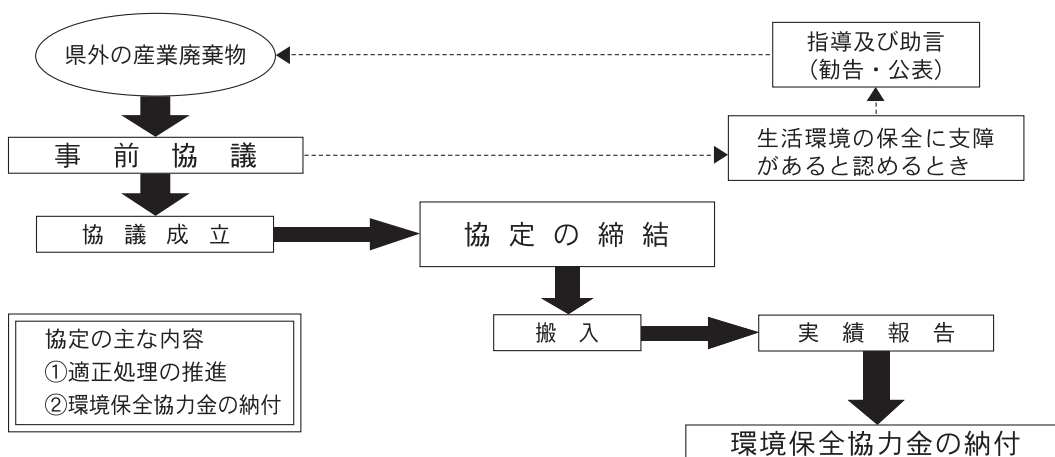 県外の産業廃棄物
指導及び助言
（勧告・公表）
事前協議
生活環境の保全に支障
があると認めるとき
協議成立
協定の締結
搬入
実績報告
協定の主な内容
①適正処理の推進
②環境保全協力金の納付
環境保全協力金の納付